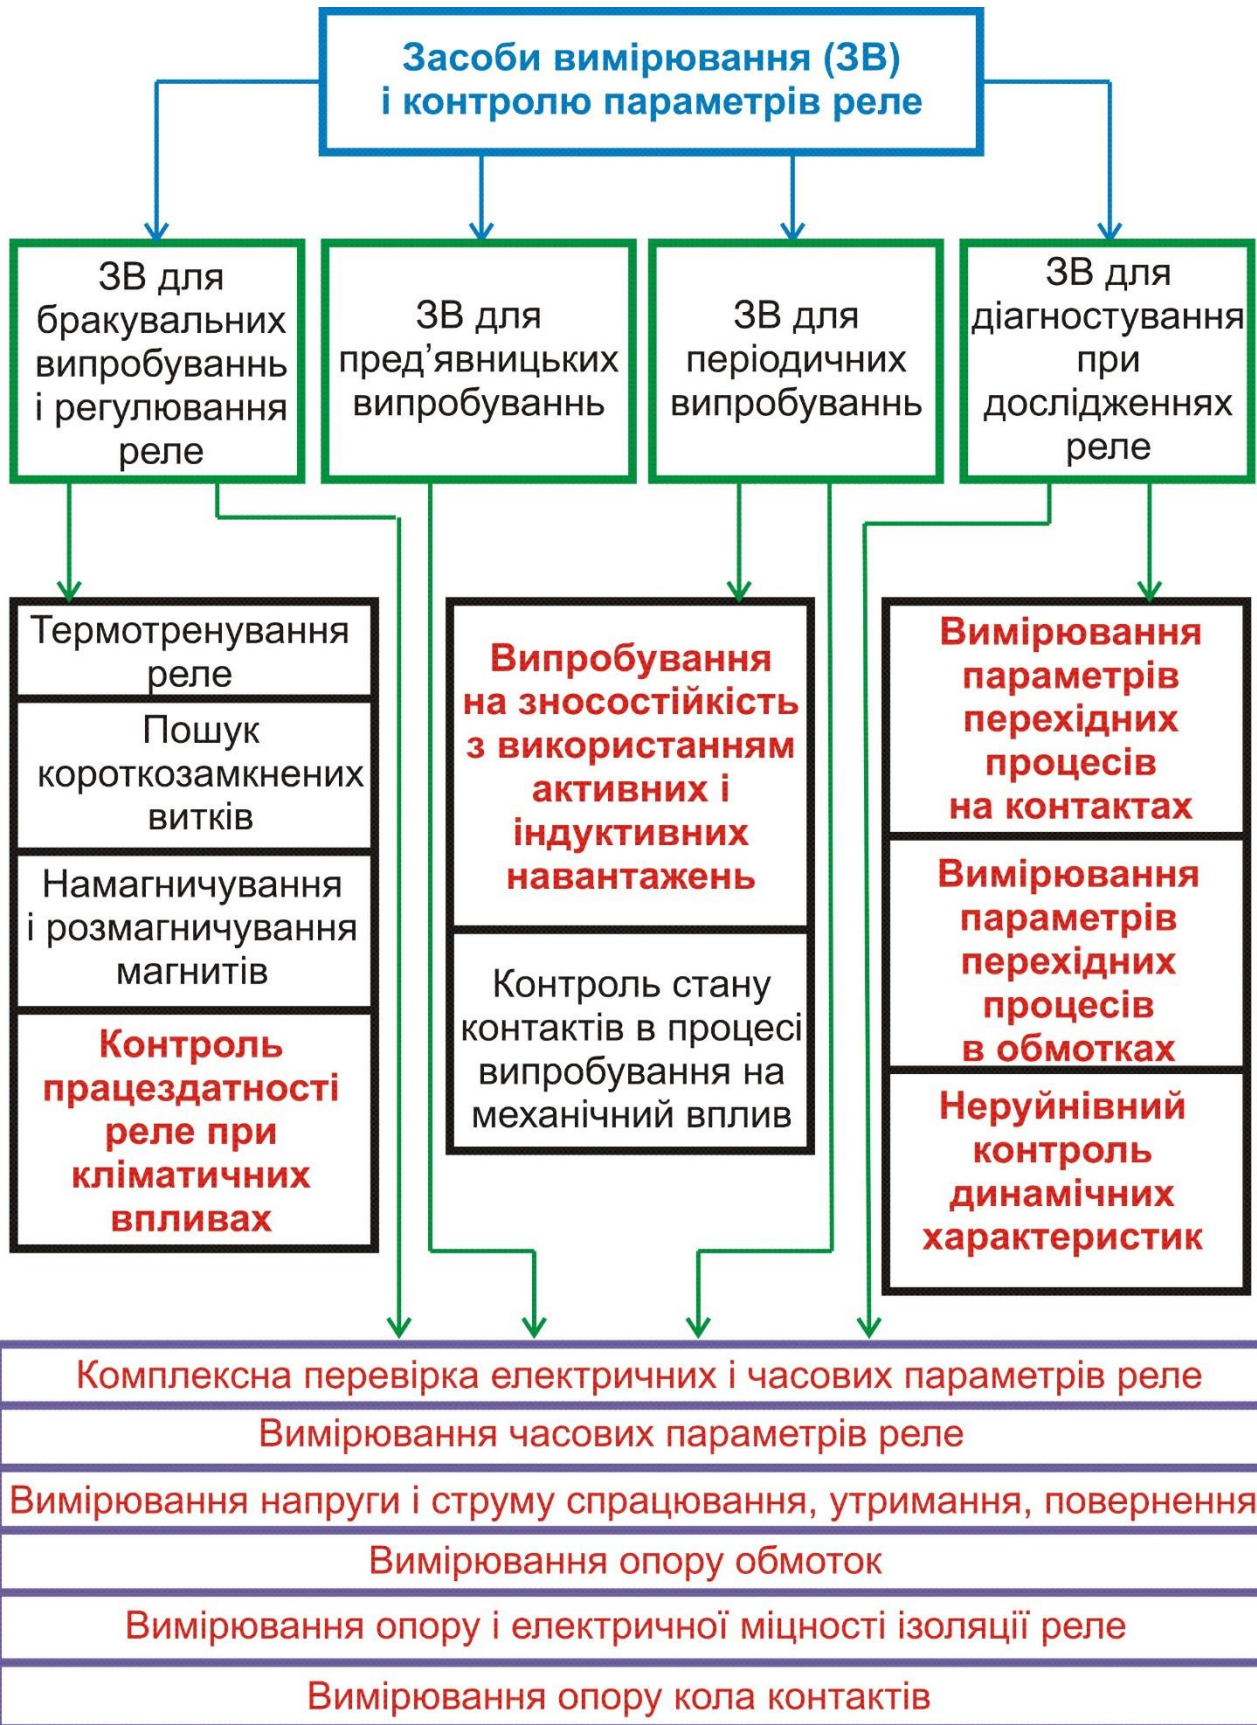 Засоби вимірювання (ЗВ)
і контролю параметрів реле
ЗВ для
бракувальних
випробуваннь
і регулювання
реле
ЗВ для
пред’явницьких
випробуваннь
ЗВ для
періодичних
випробуваннь
ЗВ для
діагностування
при
дослідженнях
реле
Термотренування
реле
Пошук
короткозамкнених
витків
Намагничування
і розмагничування
магнитів
Контроль
працездатності
реле при
кліматичних
впливах
Випробування
на зносостійкість
з використанням
активних і
індуктивних
навантажень
Контроль стану
контактів в процесі
випробування на
механічний вплив
Вимірювання
параметрів
перехідних
процесів
на контактах
Вимірювання
параметрів
перехідних
процесів
в обмотках
Неруйнівний
контроль
динамічних
характеристик
Комплексна перевірка електричних і часових параметрів реле
Вимірювання часових параметрів реле
Вимірювання напруги і струму спрацювання, утримання, повернення
Вимірювання опору обмоток
Вимірювання опору і електричної міцності ізоляції реле
Вимірювання опору кола контактів